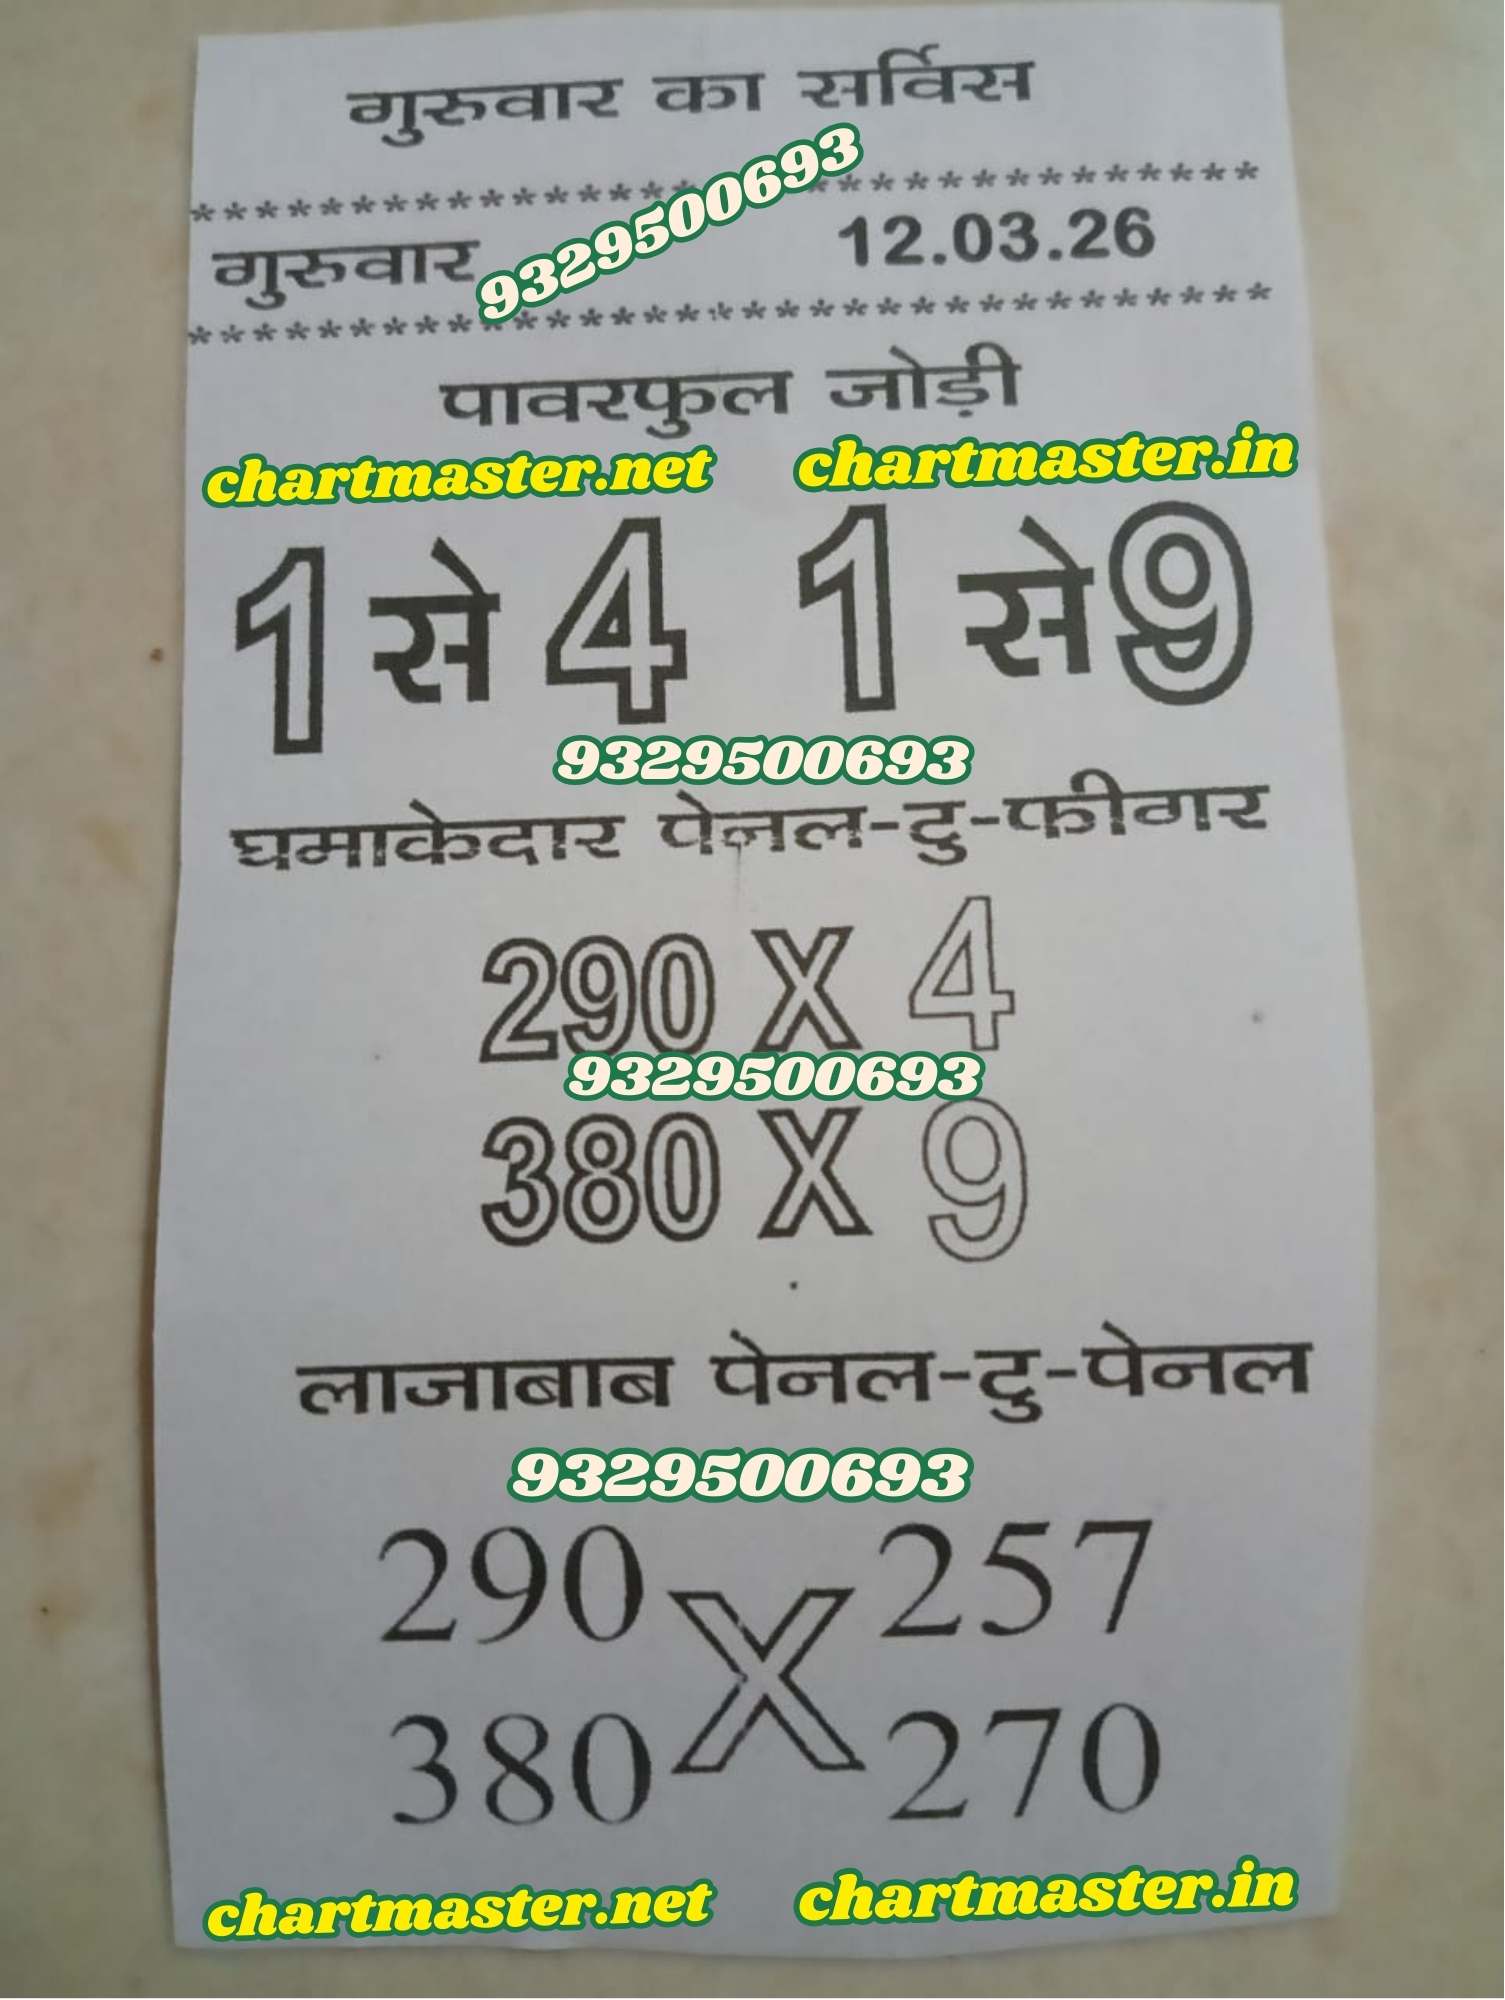 गुरुवार का सर्विस
********************************
9329500693
गुरुवार 12.03.26
********************************
पावरफुल जोड़ी
chartmaster.net chartmaster.in
1 से 4 1 से 9
9329500693
घमाकेदार पेनल-टु-फीगर
290 X 4
9329500693
380 X 9
लाजाबाब पेनल-टु-पेनल
9329500693
290 X 257
380 270
chartmaster.net chartmaster.in